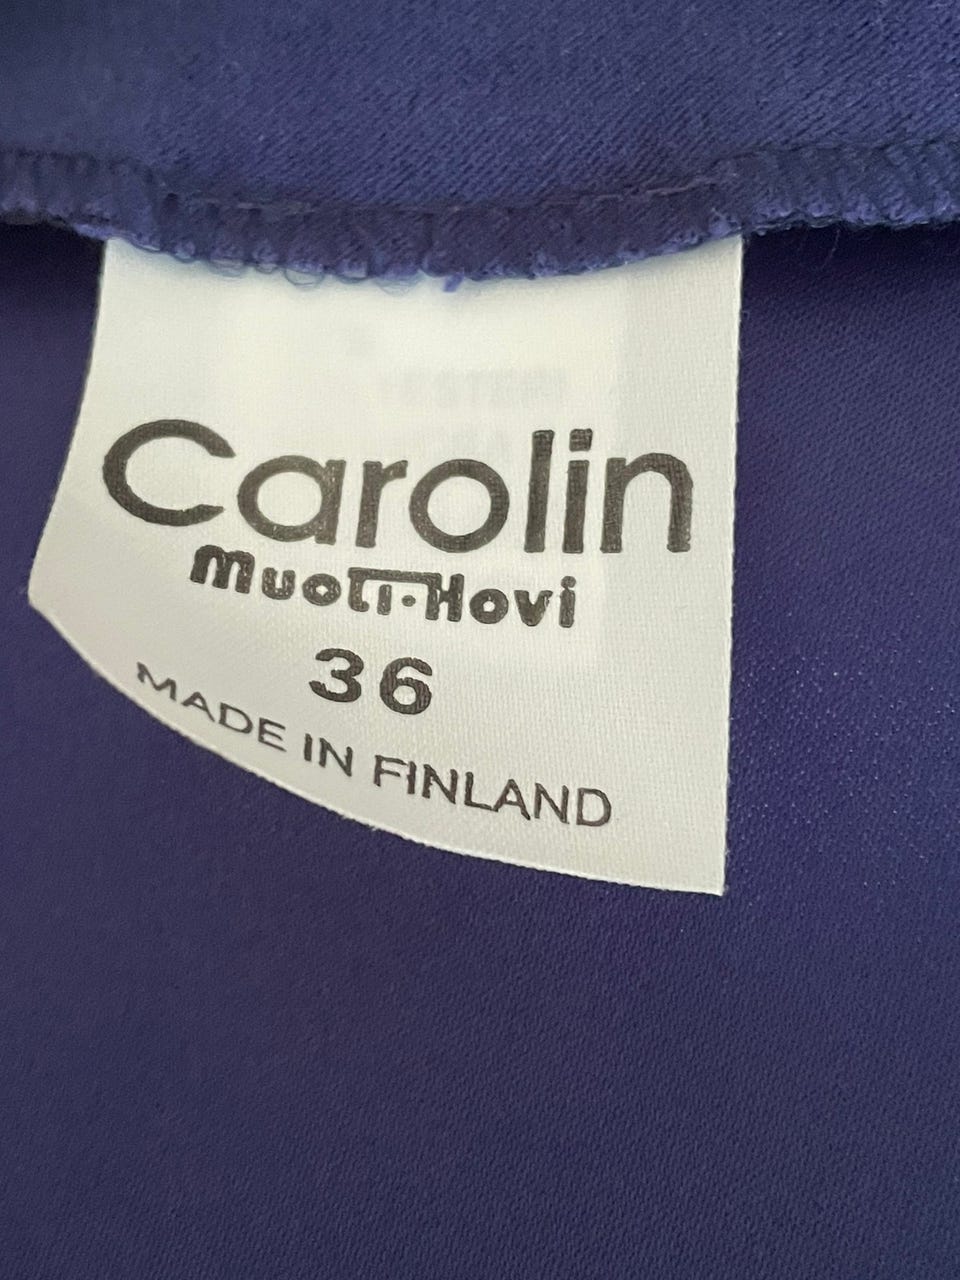 Carolin
Muoti-Hovi
36
MADE IN FINLAND